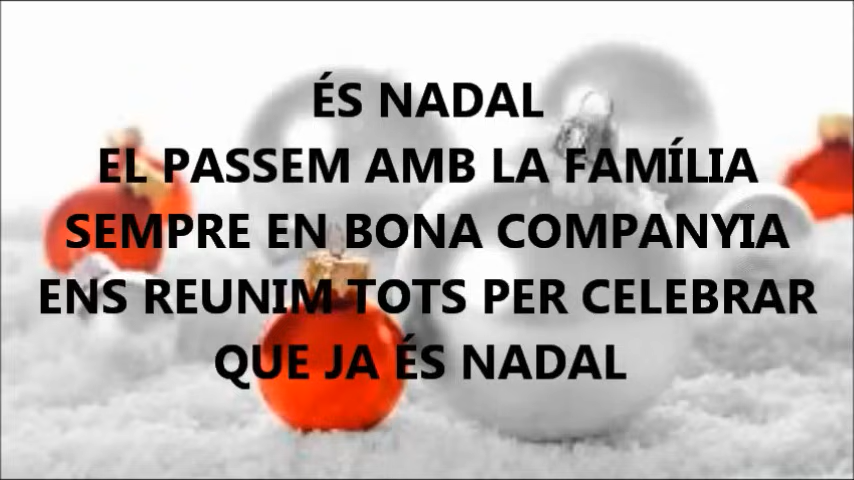 ÉS NADAL
EL PASSEM AMB LA FAMÍLIA
SEMPRE EN BONA COMPANYIA
ENS REUNIM TOTS PER CELEBRAR
QUE JA ÉS NADAL